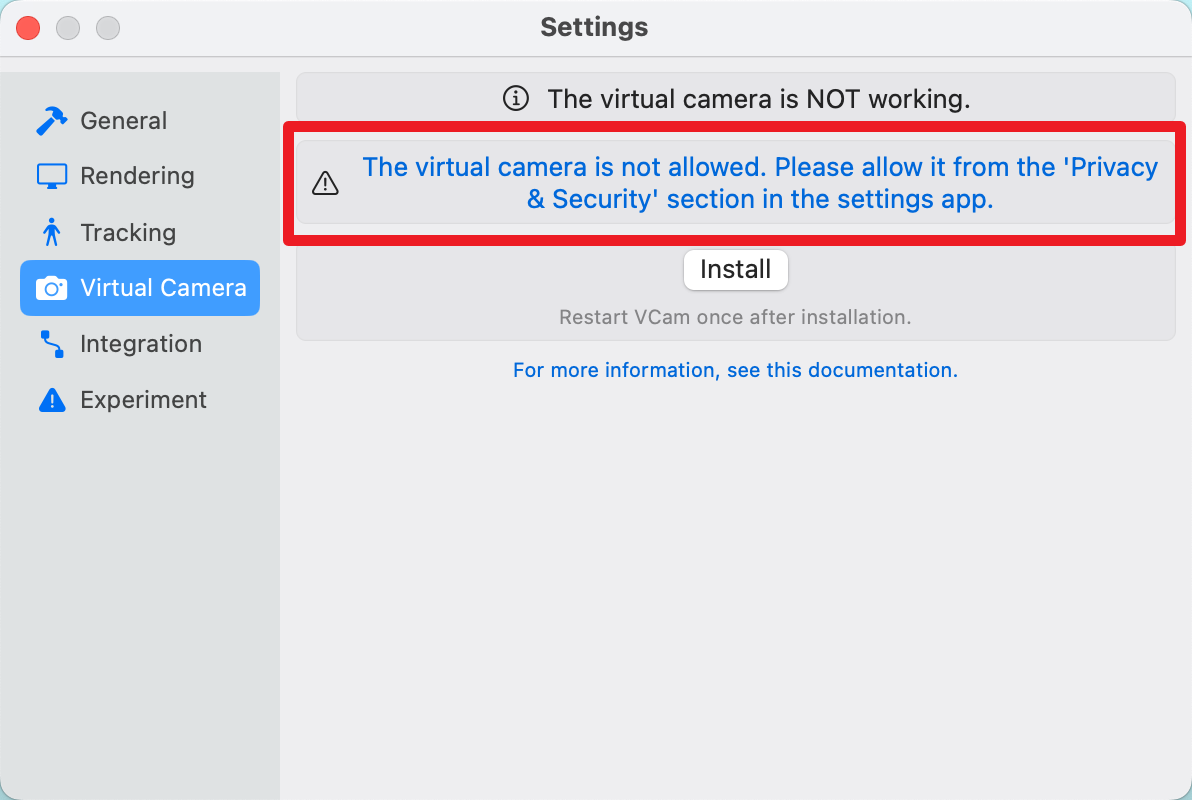 Settings
General
Rendering
Tracking
Virtual Camera
Integration
Experiment
The virtual camera is NOT working.
The virtual camera is not allowed. Please allow it from the 'Privacy
& Security' section in the settings app.
Install
Restart VCam once after installation.
For more information, see this documentation.